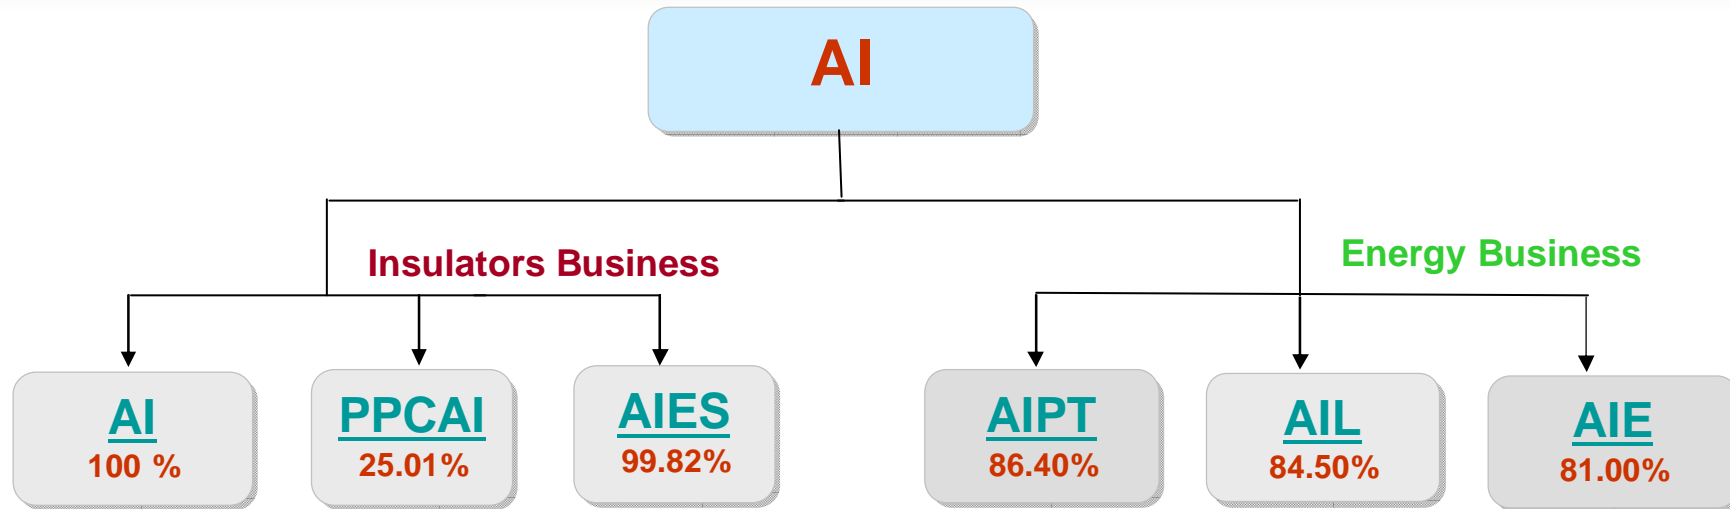 AI
Insulators Business
Energy Business
AI
100 %
PPCAI
25.01%
AIES
99.82%
AIPT
86.40%
AIL
84.50%
AIE
81.00%